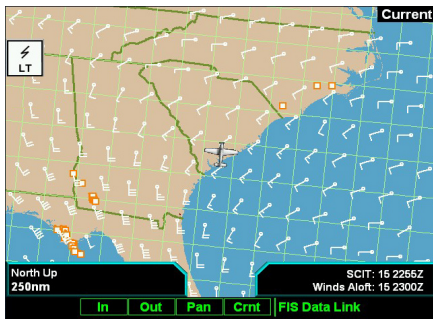 Current
LT
North Up
250nm
SCIT: 15 2255Z
Winds Aloft: 15 2300Z
In Out Pan Crnt FIS Data Link